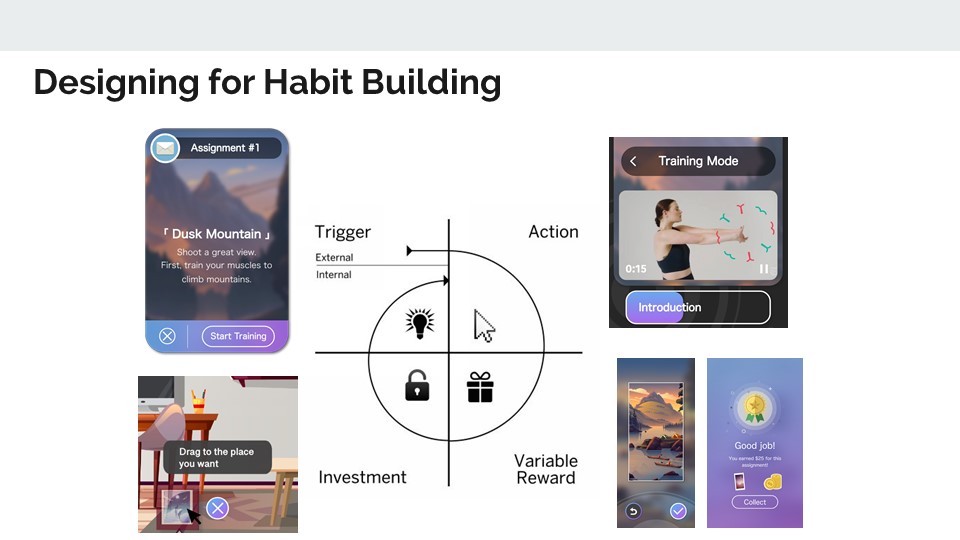 Designing for Habit Building
Assignment #1
「 Dusk Mountain 」
Shoot a great view.
First, train your muscles to
climb mountains.
Start Training
Trigger
External
Internal
Action
Investment
Variable
Reward
Training Mode
0:15
Introduction
Drag to the place
you want
Good job!
You earned $25 for this
assignment!
Collect